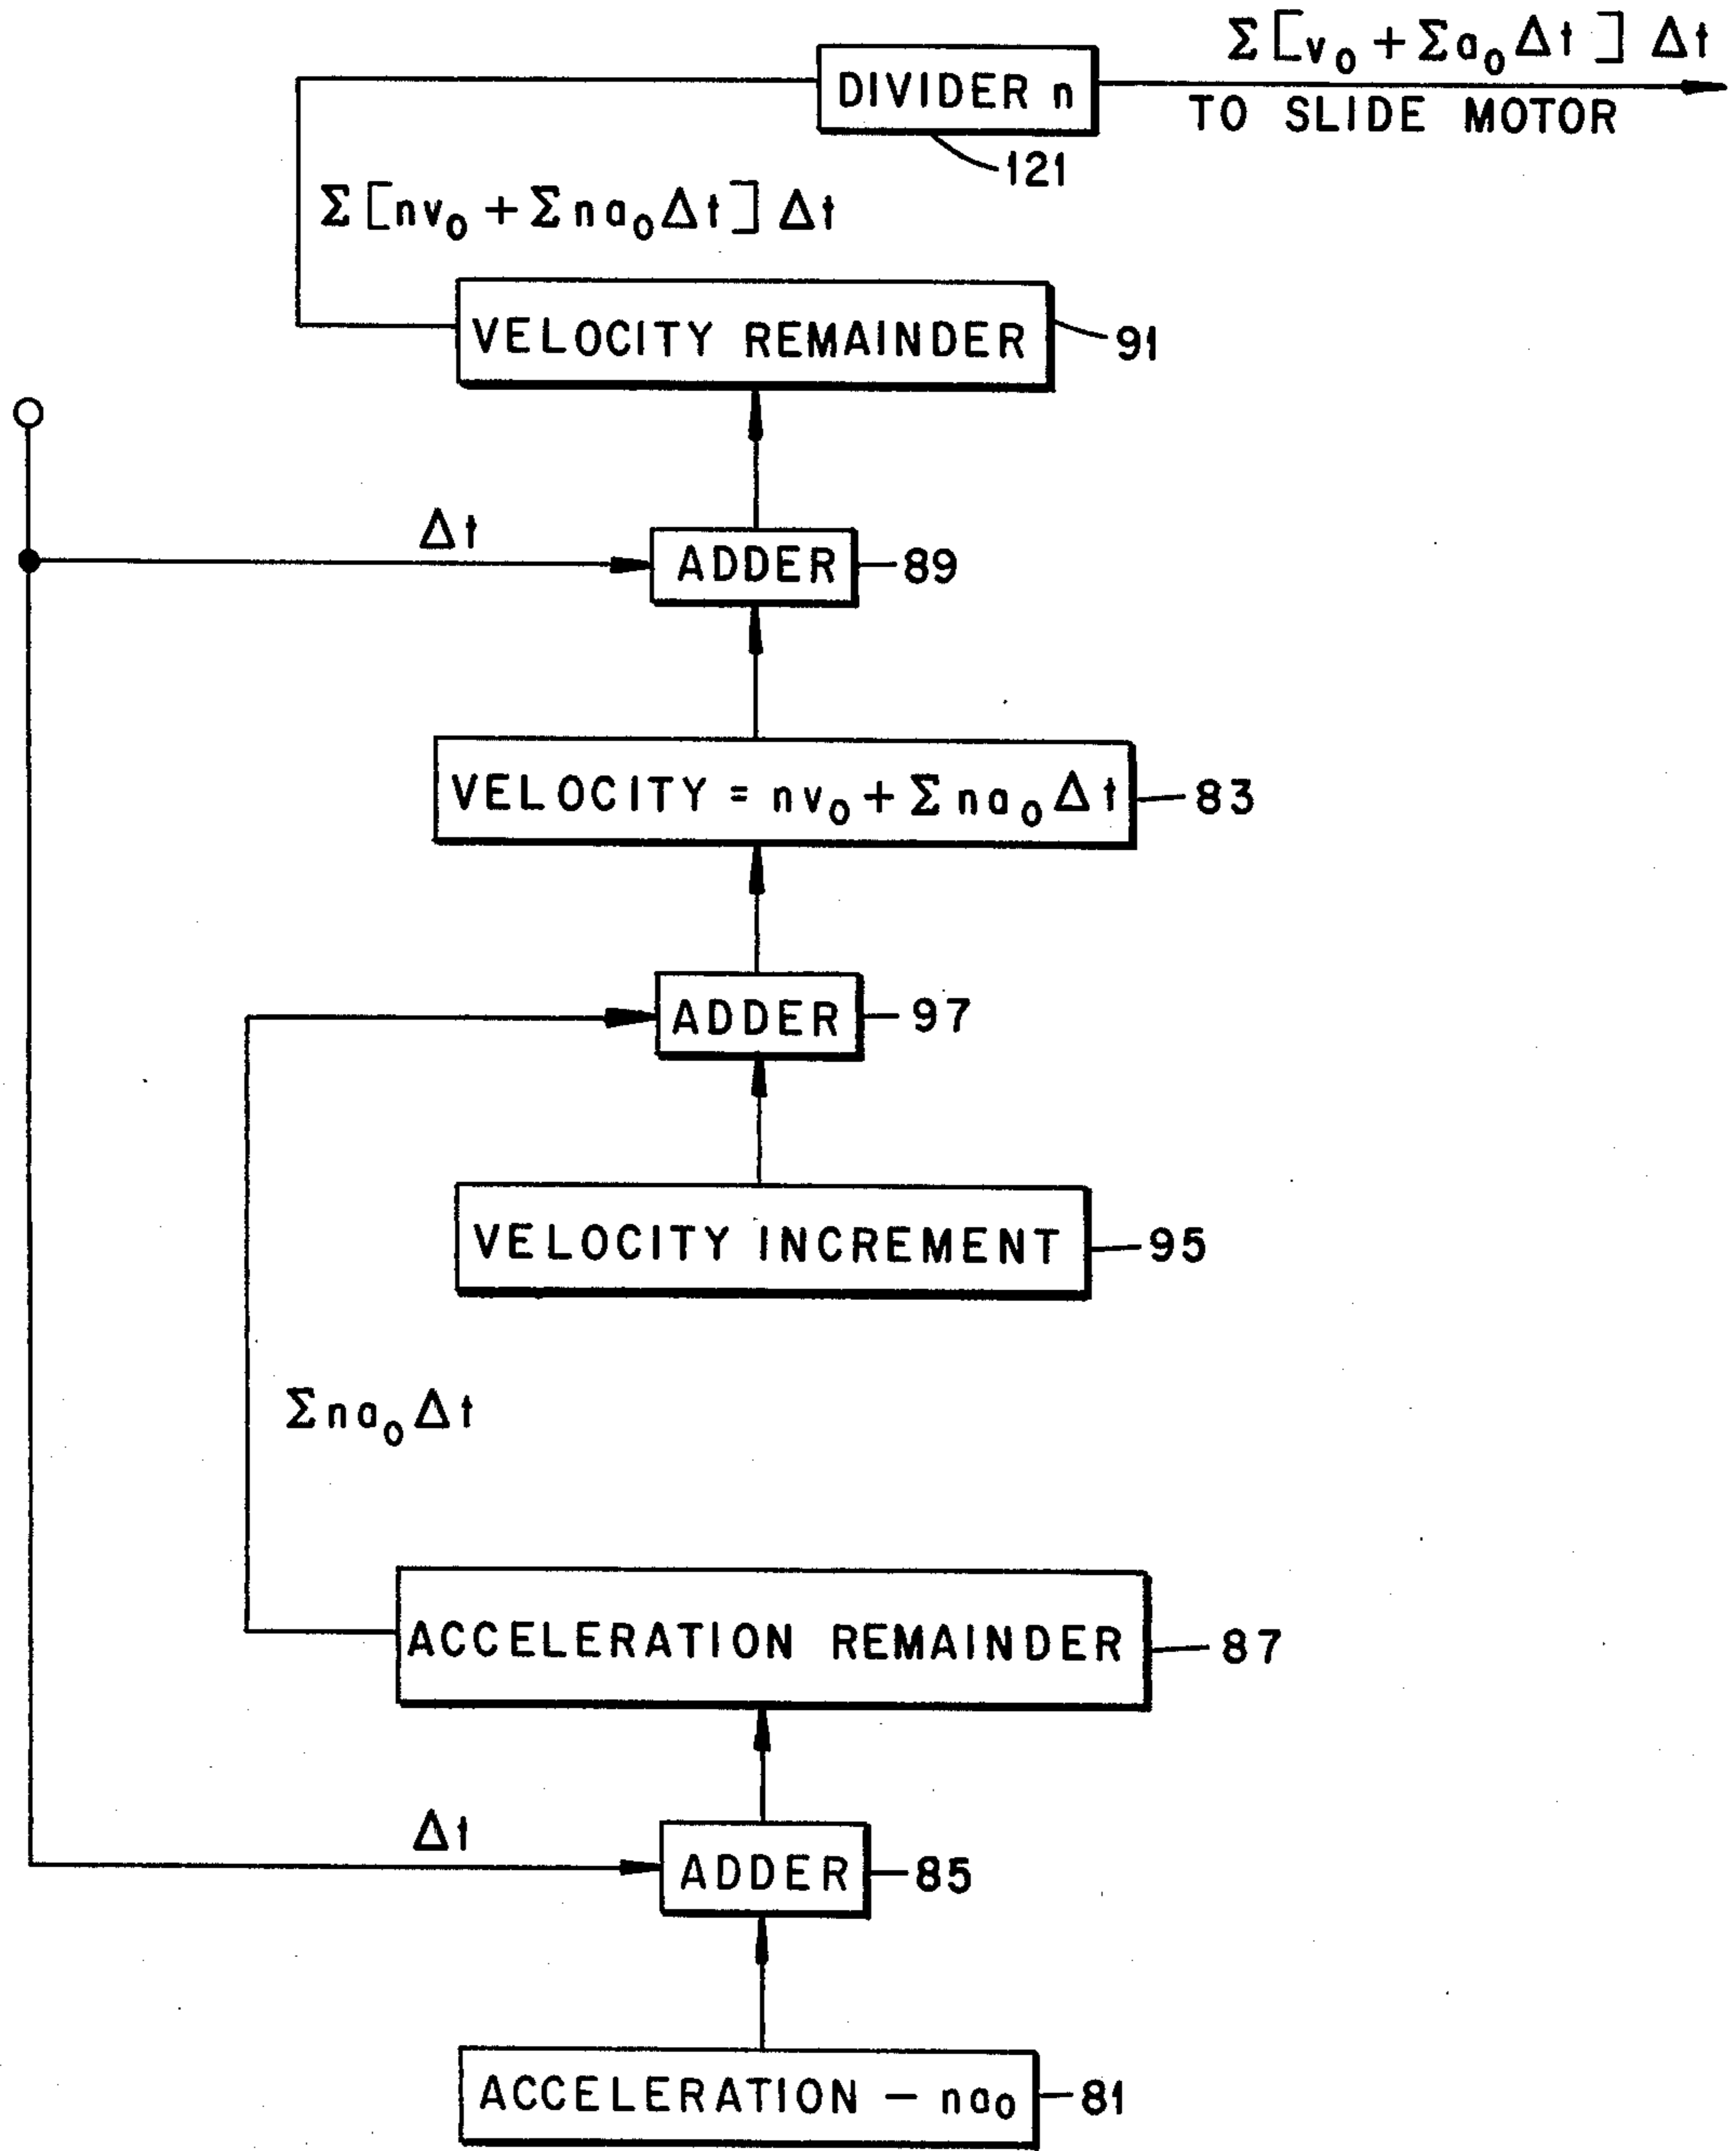 Σ[v₀ + Σa₀Δt] Δt
DIVIDER n
TO SLIDE MOTOR
121
Σ[nv₀ + Σna₀Δt] Δt
VELOCITY REMAINDER
91
Δt
ADDER
89
VELOCITY = nv₀ + Σna₀Δt
83
ADDER
97
VELOCITY INCREMENT
95
Σna₀Δt
ACCELERATION REMAINDER
87
Δt
ADDER
85
ACCELERATION — na₀
81